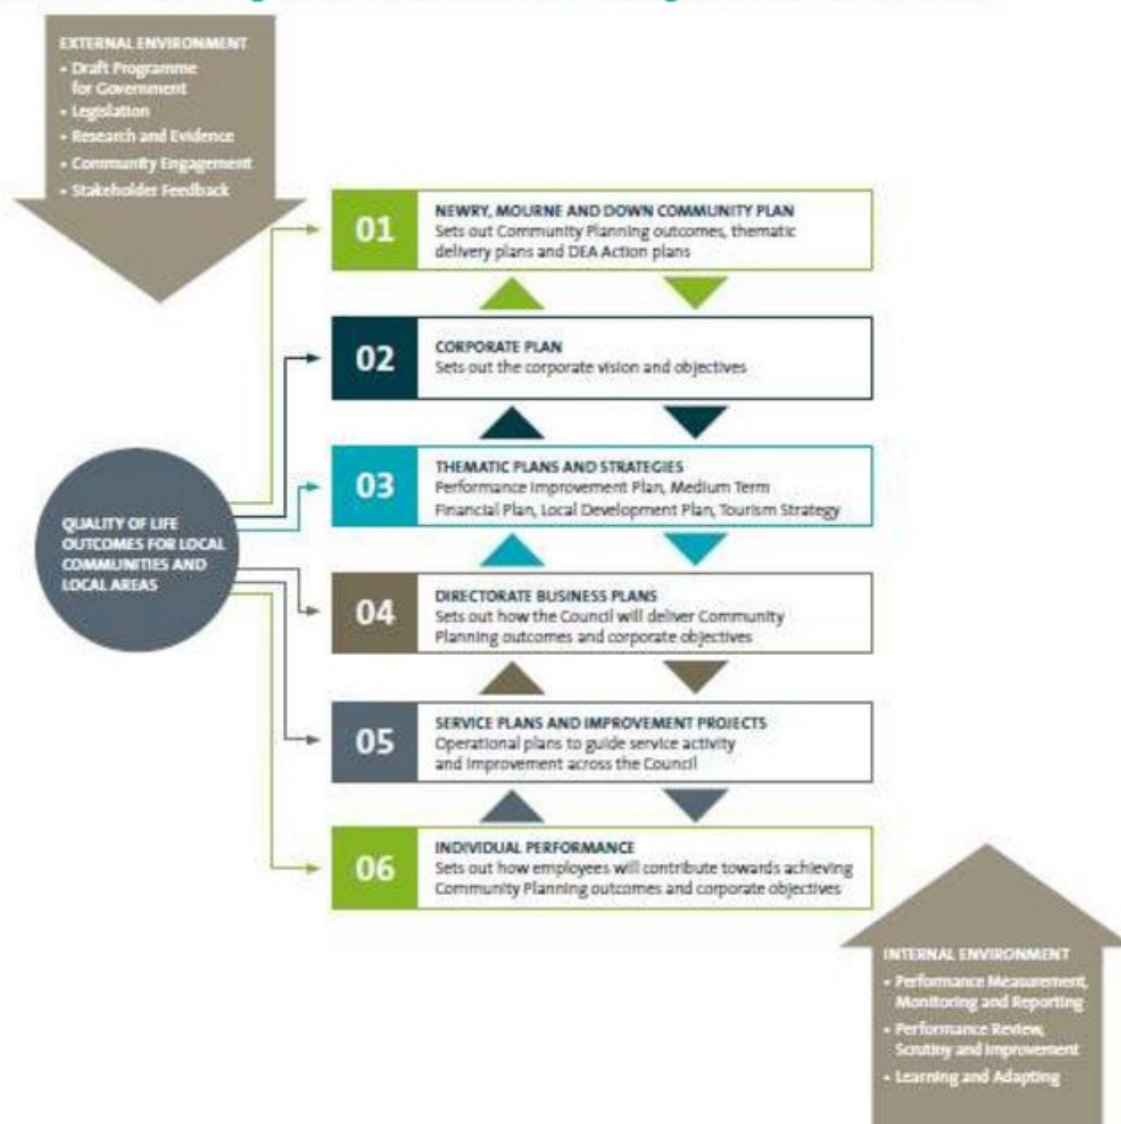 EXTERNAL ENVIRONMENT
• Draft Programme
for Government
• Legislation
• Research and Evidence
• Community Engagement
• Stakeholder Feedback
01
NEWRY, MOURNE AND DOWN COMMUNITY PLAN
Sets out Community Planning outcomes, thematic
delivery plans and DEA Action plans
02
CORPORATE PLAN
Sets out the corporate vision and objectives
03
THEMATIC PLANS AND STRATEGIES
Performance Improvement Plan, Medium Term
Financial Plan, Local Development Plan, Tourism Strategy
QUALITY OF LIFE
OUTCOMES FOR LOCAL
COMMUNITIES AND
LOCAL AREAS
04
DIRECTORATE BUSINESS PLANS
Sets out how the Council will deliver Community
Planning outcomes and corporate objectives
05
SERVICE PLANS AND IMPROVEMENT PROJECTS
Operational plans to guide service activity
and improvement across the Council
06
INDIVIDUAL PERFORMANCE
Sets out how employees will contribute towards achieving
Community Planning outcomes and corporate objectives
INTERNAL ENVIRONMENT
• Performance Measurement,
Monitoring and Reporting
• Performance Review,
Scrutiny and Improvement
• Learning and Adapting